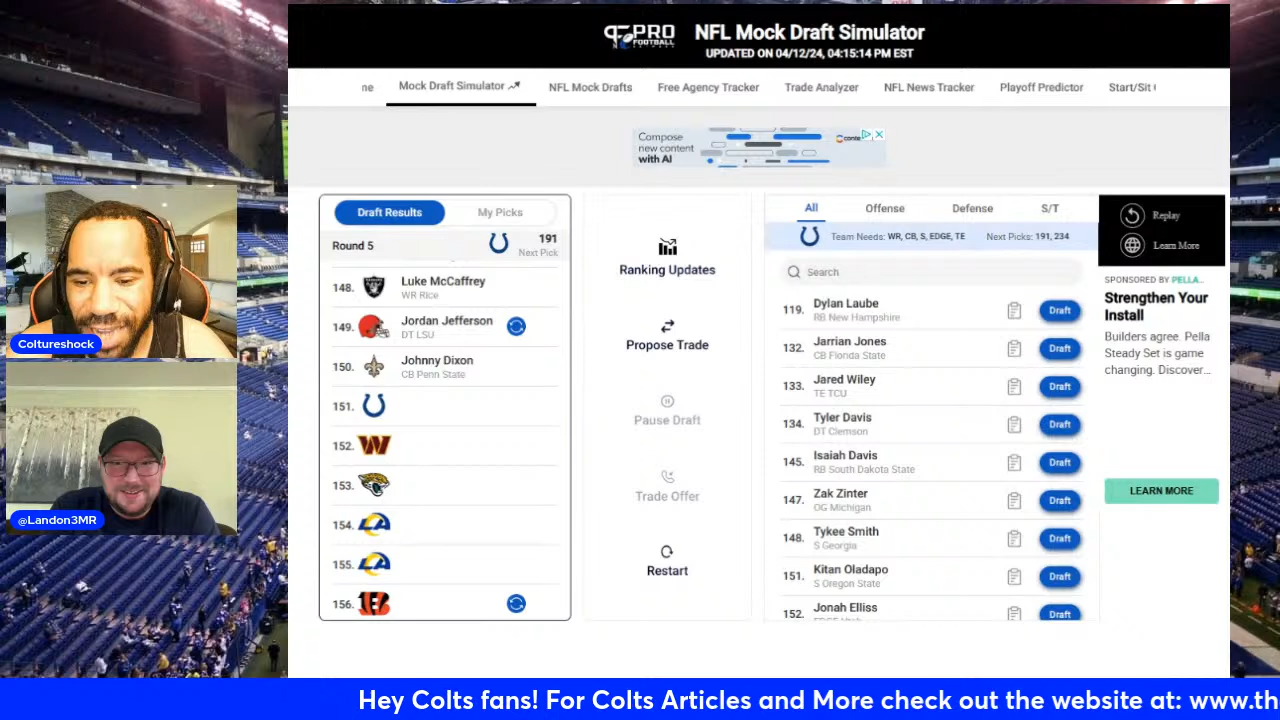 PRO
FOOTBALL
NFL Mock Draft Simulator
UPDATED ON 04/12/24, 04:15:14 PM EST
ne
Mock Draft Simulator
NFL Mock Drafts
Free Agency Tracker
Trade Analyzer
NFL News Tracker
Playoff Predictor
Start/Sit
Compose
new content
with AI
Draft Results
My Picks
Round 5
191
Next Pick
148.
Luke McCaffrey
WR Rice
149.
Jordan Jefferson
DT LSU
150.
Johnny Dixon
CB Penn State
151.
152.
153.
154.
155.
156.
Ranking Updates
Propose Trade
Pause Draft
Trade Offer
Restart
All
Offense
Defense
S/T
Team Needs: WR, CB, S, EDGE, TE
Next Picks: 191, 234
Search
119.
Dylan Laube
RB New Hampshire
Draft
132.
Jarrian Jones
CB Florida State
Draft
133.
Jared Wiley
TE TCU
Draft
134.
Tyler Davis
DT Clemson
Draft
145.
Isaiah Davis
RB South Dakota State
Draft
147.
Zak Zinter
OG Michigan
Draft
148.
Tykee Smith
S Georgia
Draft
151.
Kitan Oladapo
S Oregon State
Draft
152.
Jonah Elliss
Draft
Replay
Learn More
SPONSORED BY PELLA...
Strengthen Your
Install
Builders agree. Pella
Steady Set is game
changing. Discover...
LEARN MORE
Coltureshock
@Landon3MR
Hey Colts fans! For Colts Articles and More check out the website at: www.th